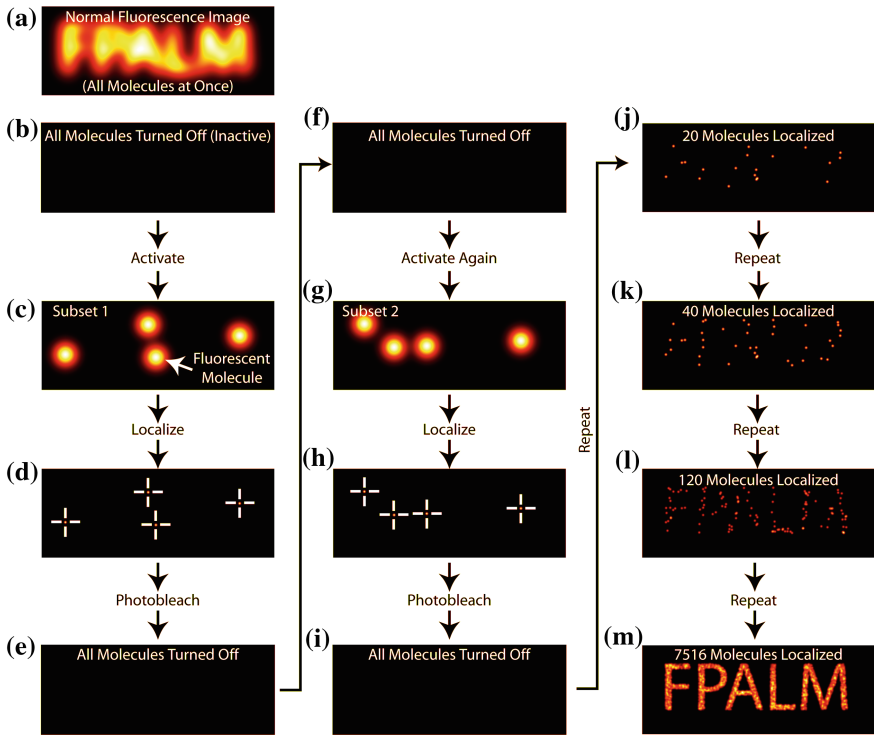 (a)
Normal Fluorescence Image
(All Molecules at Once)
(b)
All Molecules Turned Off (Inactive)
Activate
(c)
Subset 1
Fluorescent
Molecule
Localize
(d)
Photobleach
(e)
All Molecules Turned Off
(f)
All Molecules Turned Off
Activate Again
(g)
Subset 2
Localize
(h)
Photobleach
(i)
All Molecules Turned Off
Repeat
(j)
20 Molecules Localized
Repeat
(k)
40 Molecules Localized
Repeat
(l)
120 Molecules Localized
Repeat
(m)
7516 Molecules Localized
FPALM